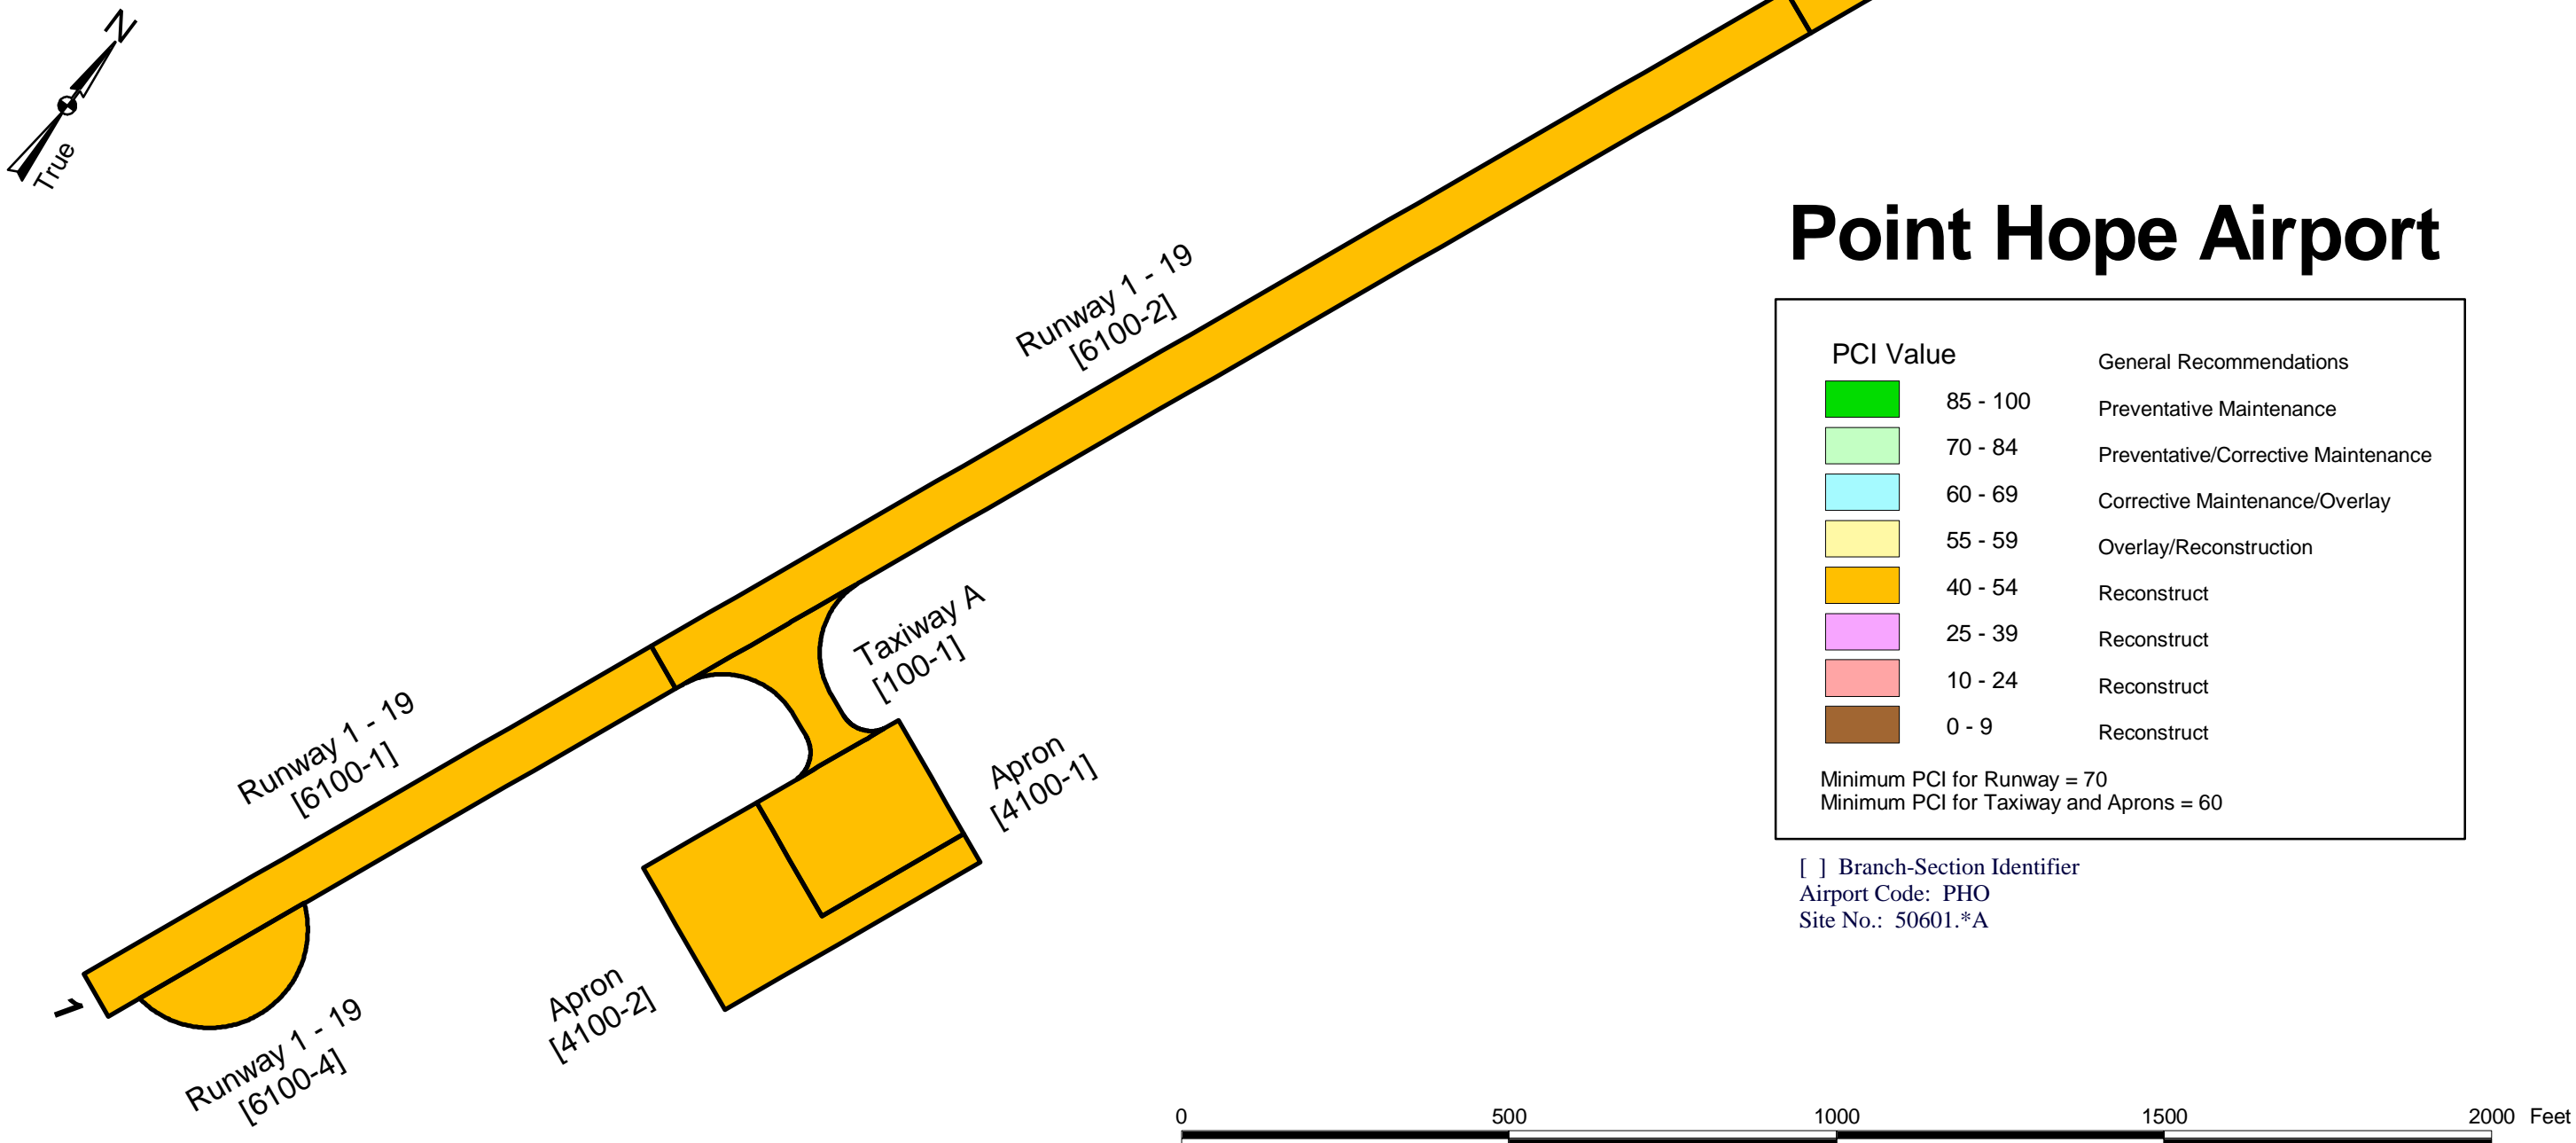 N
True
Runway 1 - 19
[6100-2]
Point Hope Airport
PCI Value
General Recommendations
85 - 100
Preventative Maintenance
70 - 84
Preventative/Corrective Maintenance
60 - 69
Corrective Maintenance/Overlay
55 - 59
Overlay/Reconstruction
40 - 54
Reconstruct
25 - 39
Reconstruct
10 - 24
Reconstruct
0 - 9
Reconstruct
Minimum PCI for Runway = 70
Minimum PCI for Taxiway and Aprons = 60
[ ] Branch-Section Identifier
Airport Code: PHO
Site No.: 50601.*A
Taxiway A
[100-1]
Runway 1 - 19
[6100-1]
Apron
[4100-1]
1
Apron
[4100-2]
Runway 1 - 19
[6100-4]
0 500 1000 1500 2000 Feet